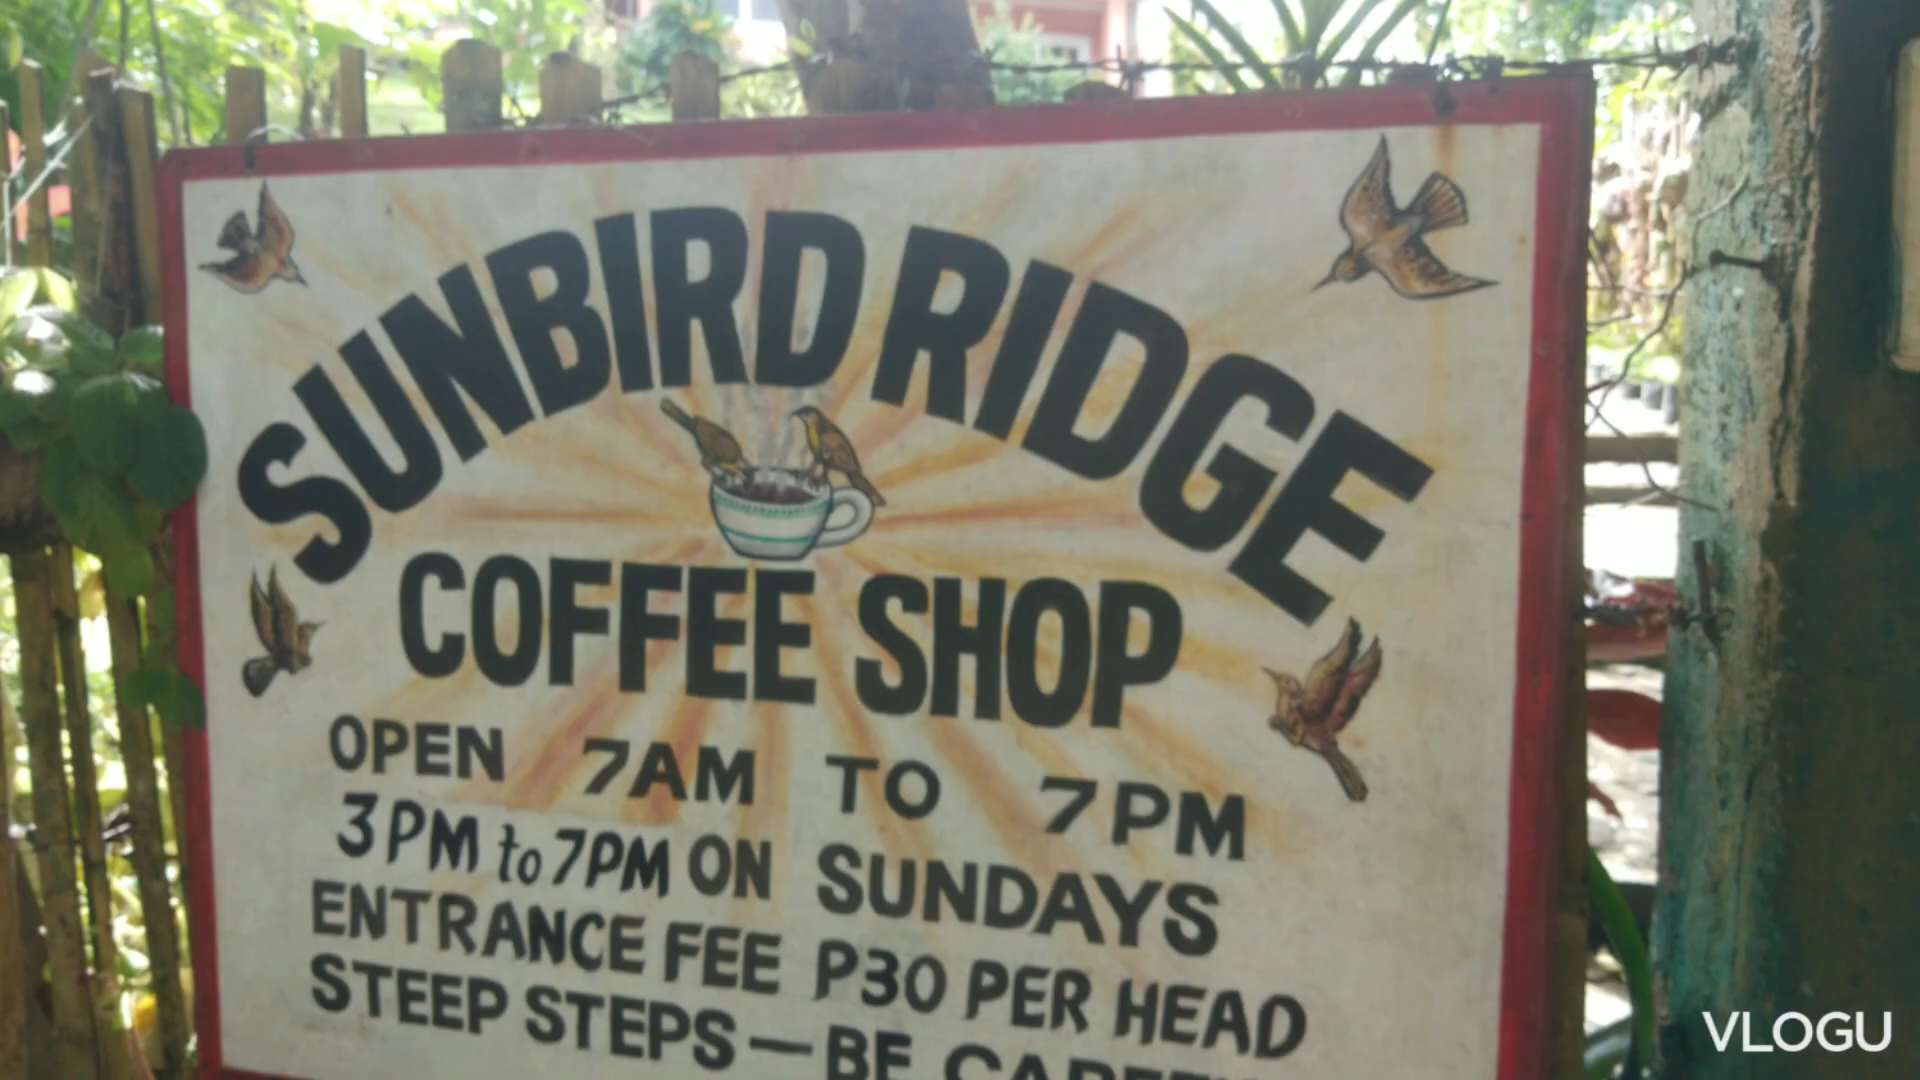 SUNBIRD RIDGE
COFFEE SHOP
OPEN 7AM TO 7PM
3PM to 7PM ON SUNDAYS
ENTRANCE FEE P30 PER HEAD
STEEP STEPS — BE
VLOGU